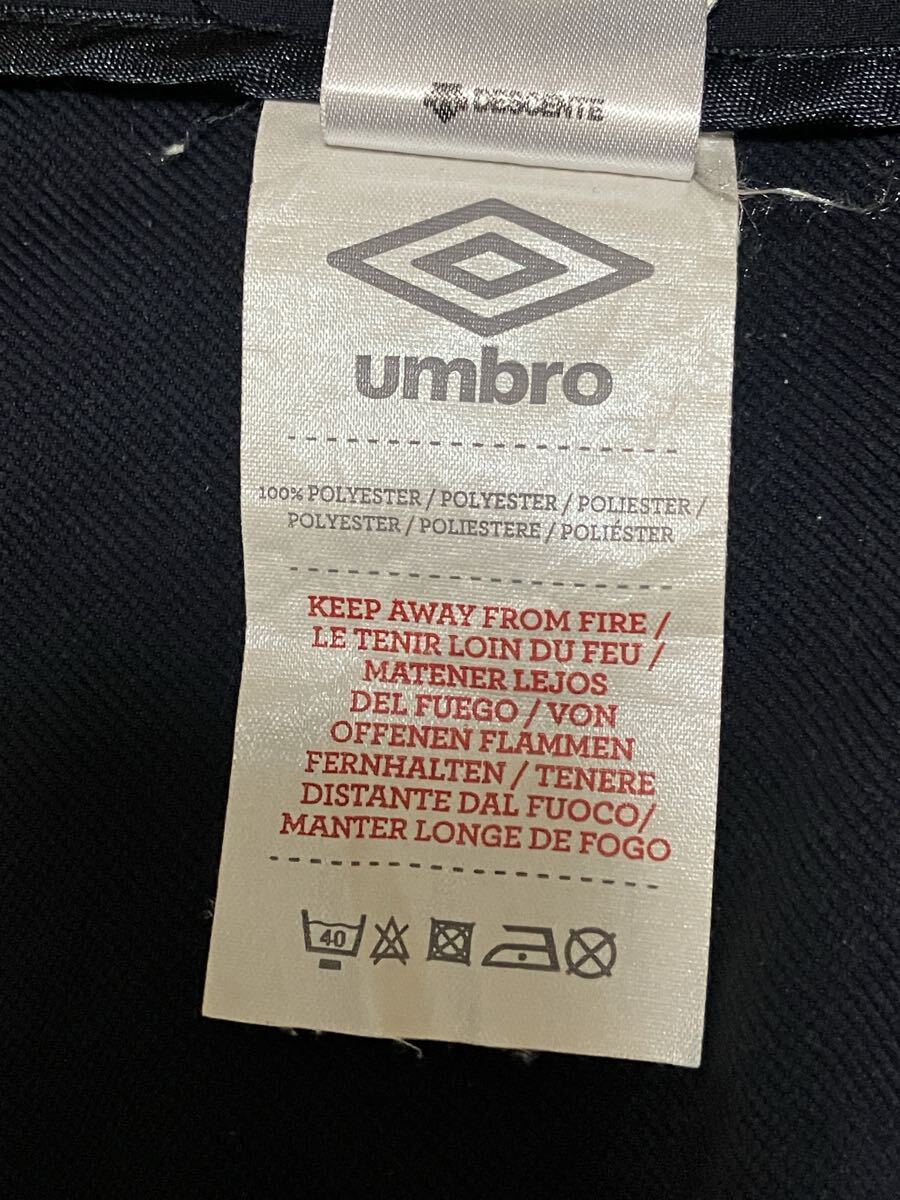 DESCENTE
umbro
100% POLYESTER / POLYESTER / POLIESTER /
POLYESTER / POLIESTERE / POLIÉSTER
KEEP AWAY FROM FIRE /
LE TENIR LOIN DU FEU /
MATENER LEJOS
DEL FUEGO / VON
OFFENEN FLAMMEN
FERNHALTEN / TENERE
DISTANTE DAL FUOCO/
MANTER LONGE DE FOGO
40